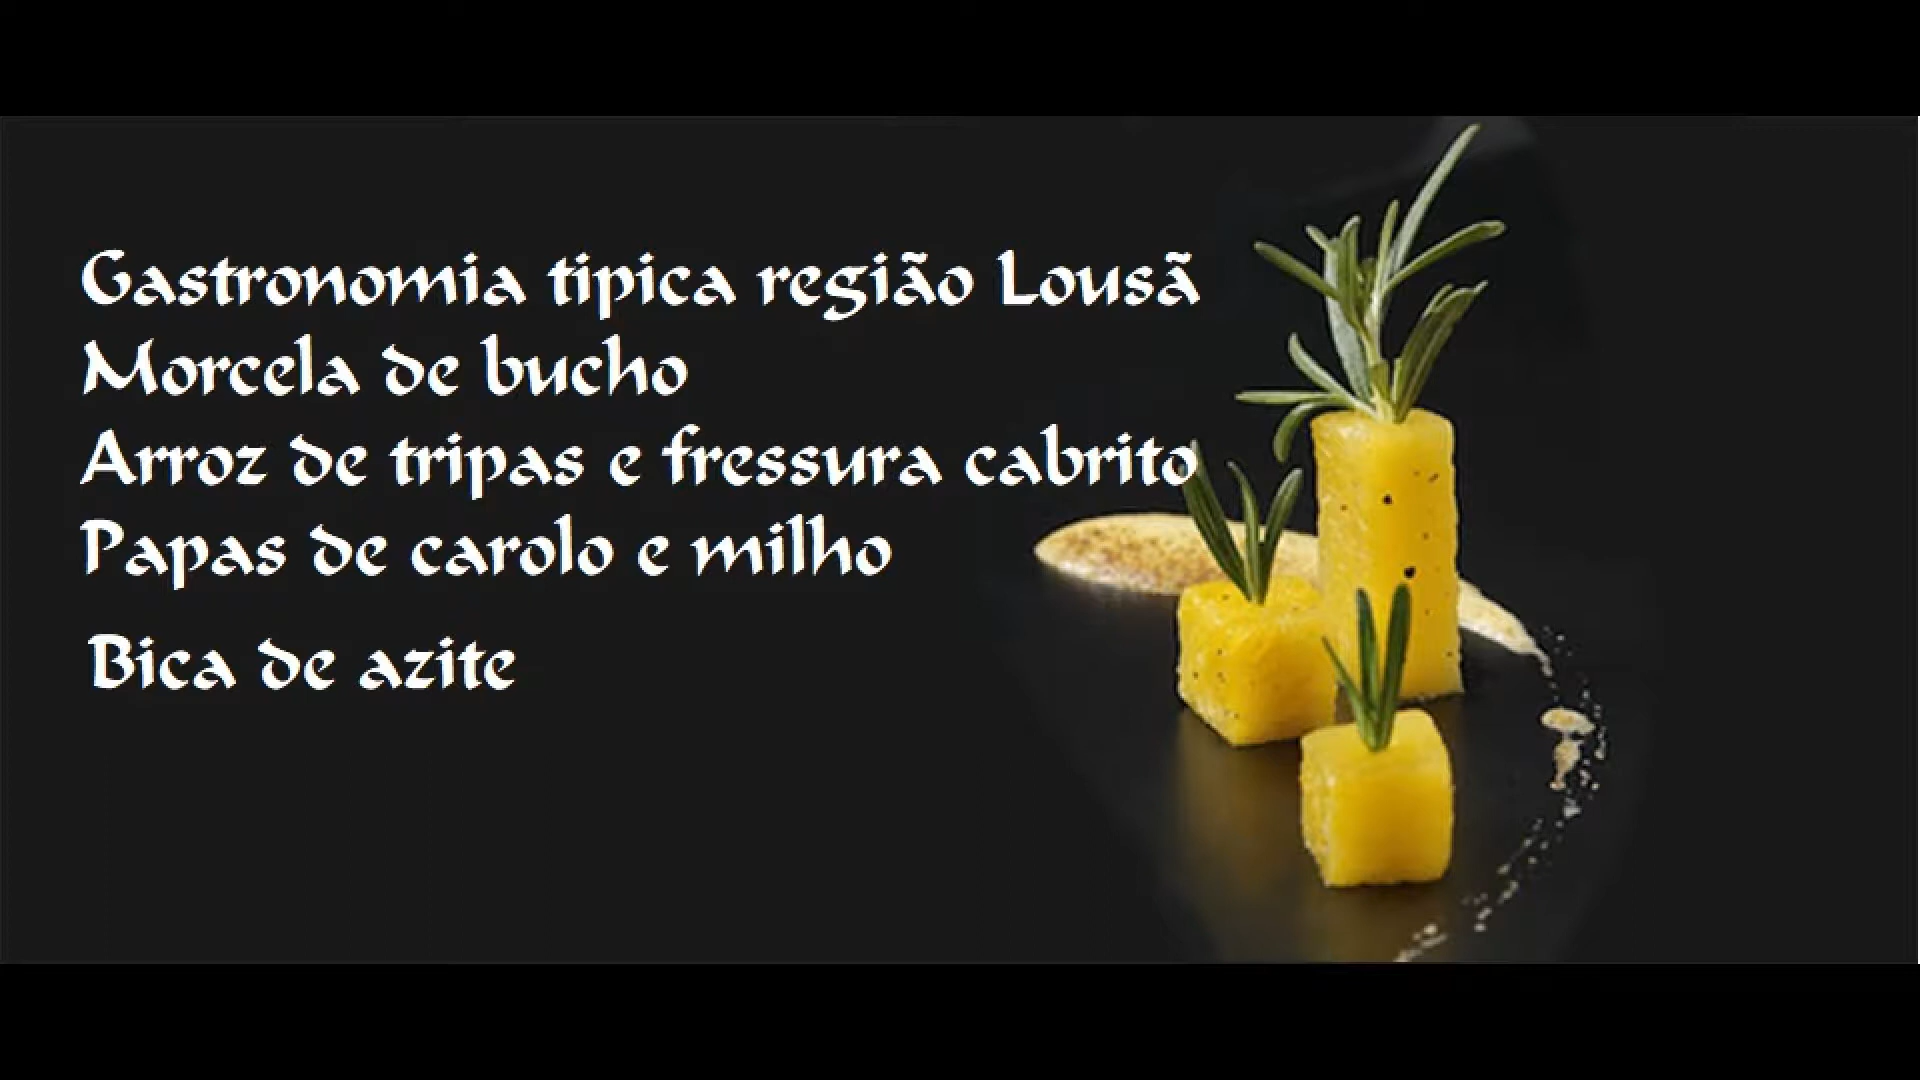 Gastronomia tipica região Lousã
Morcela de bucho
Arroz de tripas e fressura cabrito
Papas de carolo e milho
Bica de azite